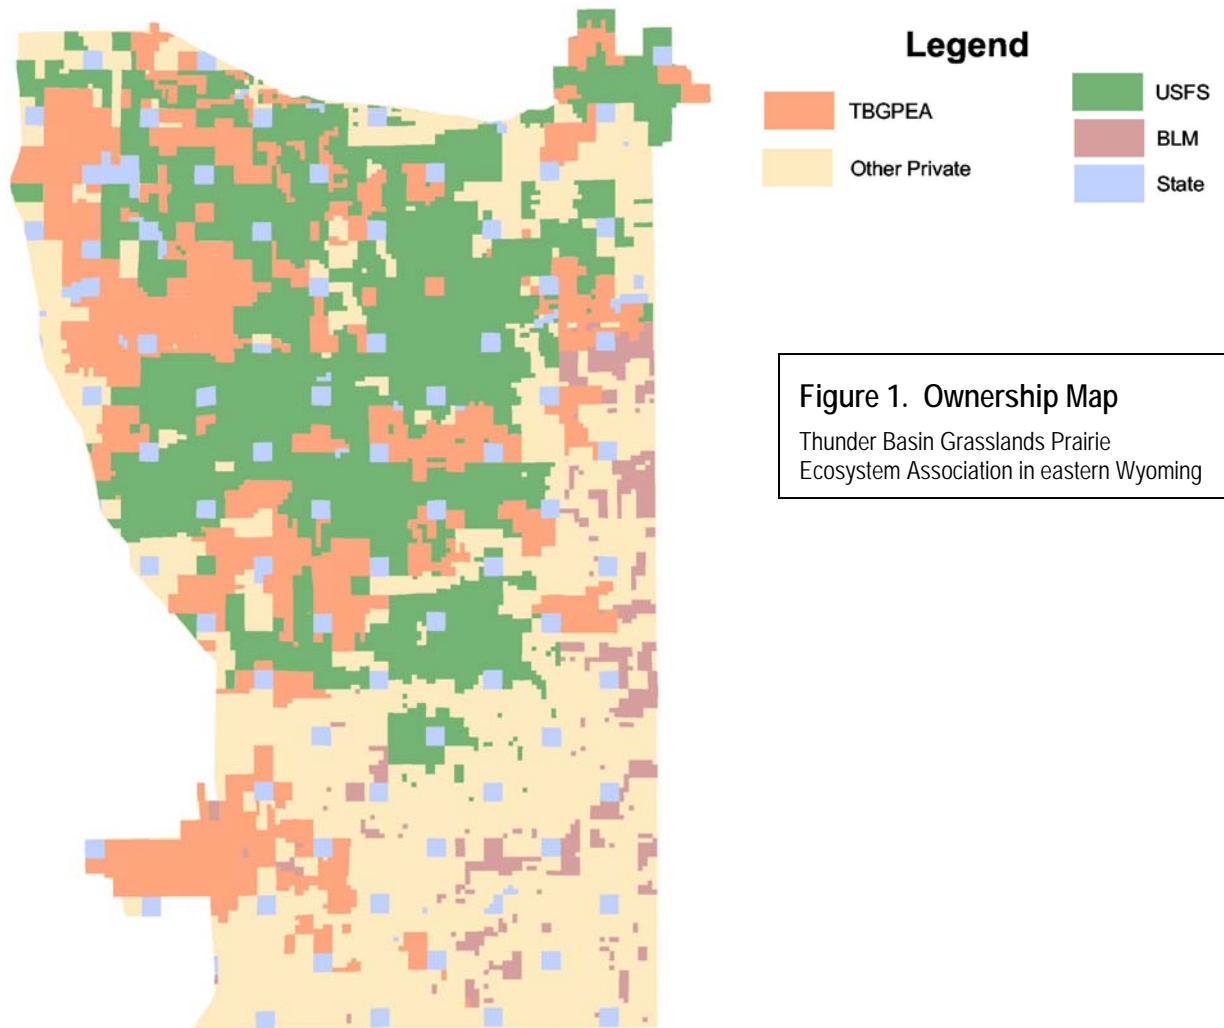 Legend
TBGPEA
Other Private
USFS
BLM
State
Figure 1. Ownership Map
Thunder Basin Grasslands Prairie
Ecosystem Association in eastern Wyoming